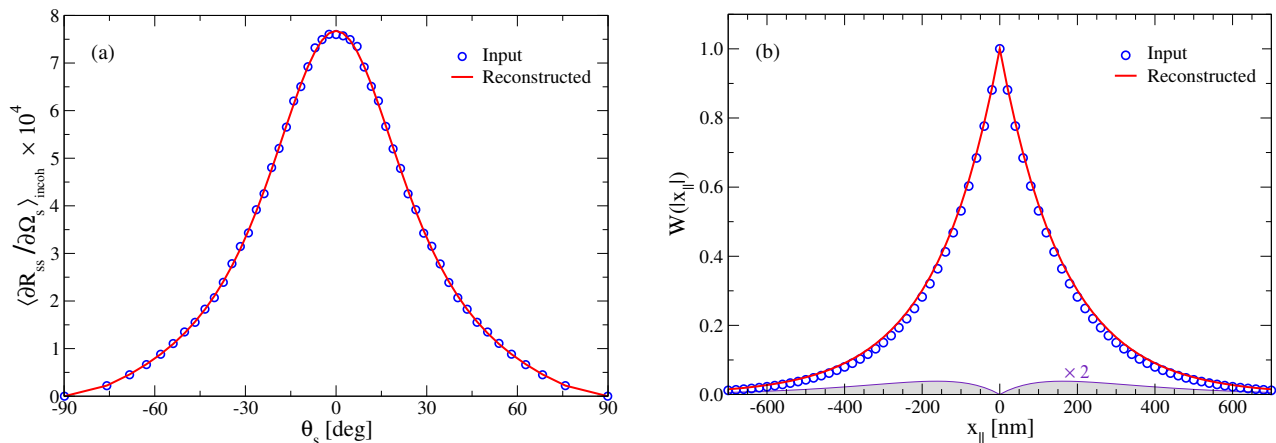 (a)
Input
Reconstructed
⟨∂R_ss /∂Ω_s⟩_incoh × 10^4
8
7
6
5
4
3
2
1
0
-90 -30 0 30 90
θ_s [deg]
(b)
Input
Reconstructed
W(|x_|||)
1.0
0.8
0.6
0.4
0.2
0.0
× 2
-600 -400 -200 0 200 400 600
x_|| [nm]